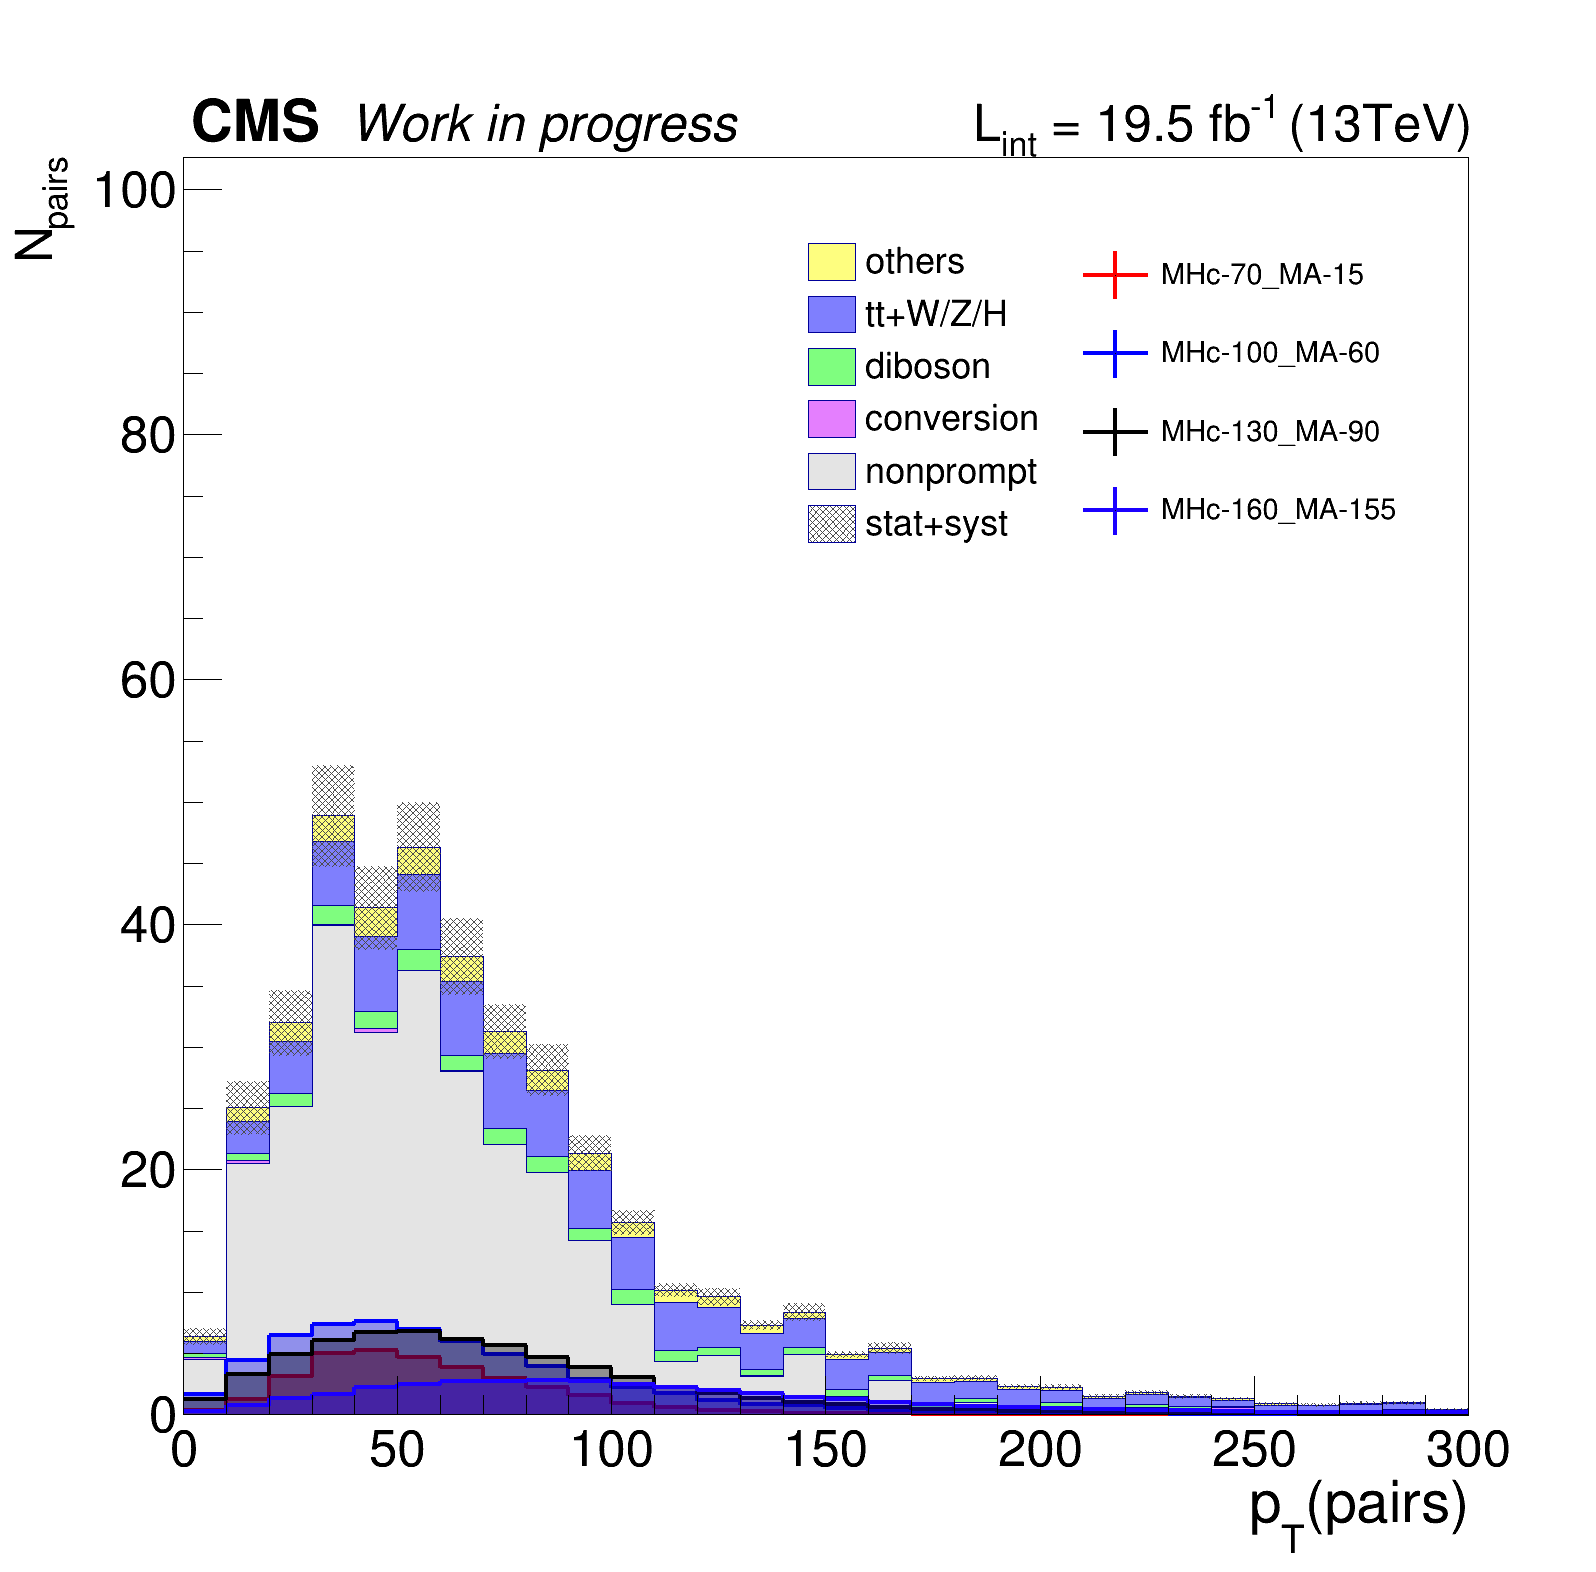 CMS Work in progress L_int = 19.5 fb^-1 (13TeV)
N_pairs
100
80
60
40
20
0
others
tt+W/Z/H
diboson
conversion
nonprompt
stat+syst
MHc-70_MA-15
MHc-100_MA-60
MHc-130_MA-90
MHc-160_MA-155
0 50 100 150 200 250 300
p_T(pairs)